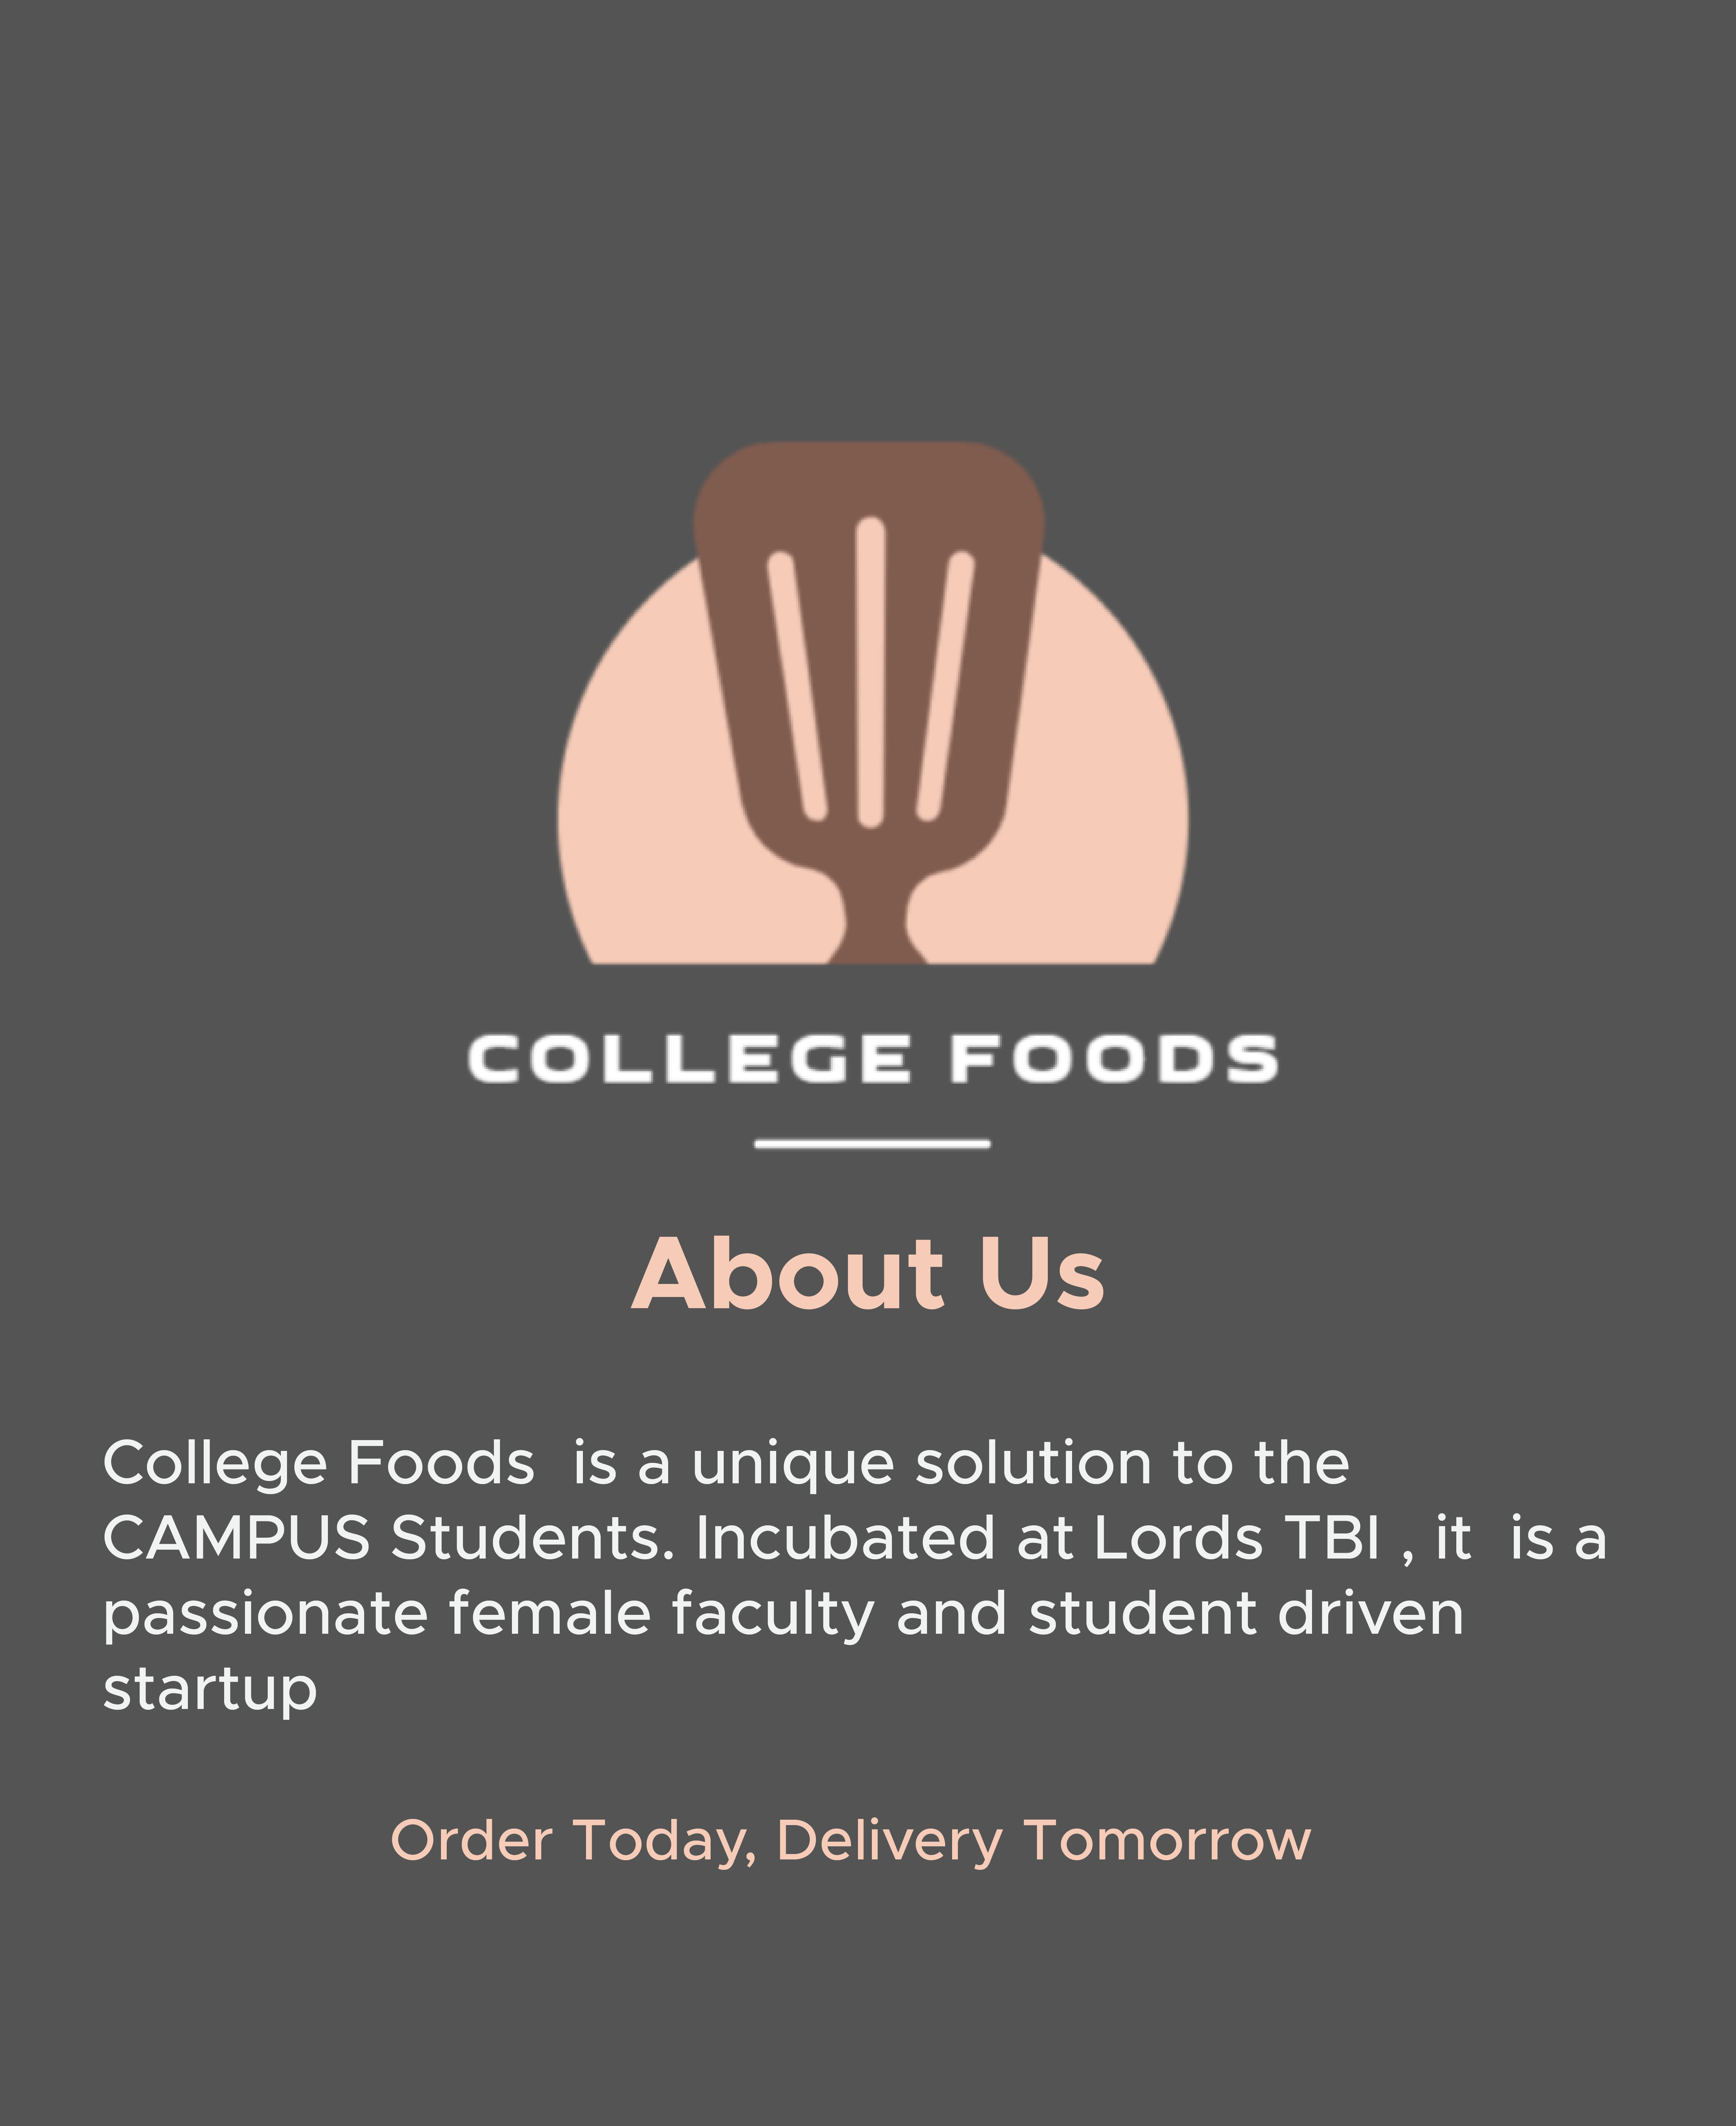 COLLEGE FOODS
About Us
College Foods is a unique solution to the
CAMPUS Students. Incubated at Lords TBI , it is a
passionate female faculty and student driven
startup
Order Today, Delivery Tomorrow